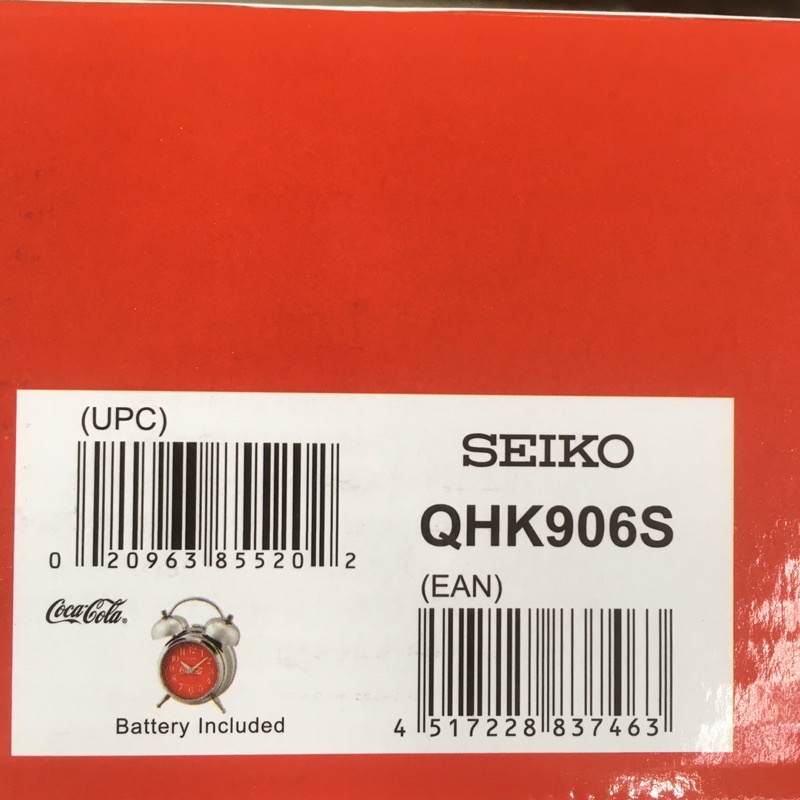 (UPC)
0 20963 85520 2
SEIKO
QHK906S
(EAN)
4 517228 837463
Coca-Cola®
Battery Included